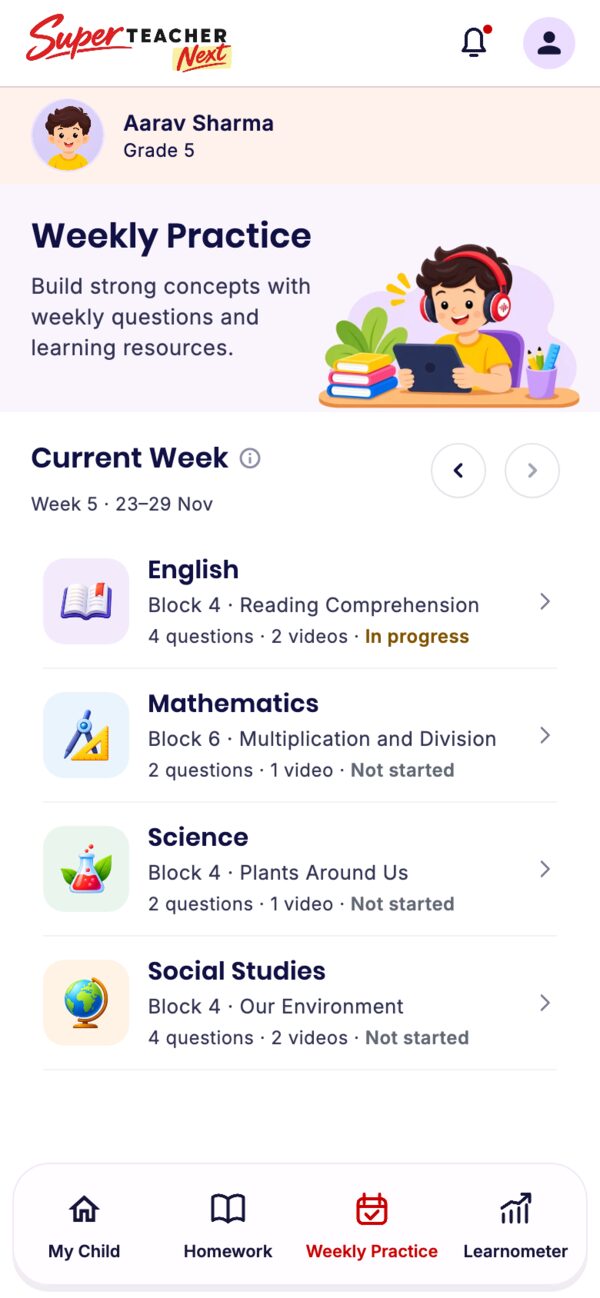 Super TEACHER
Next
Aarav Sharma
Grade 5
Weekly Practice
Build strong concepts with
weekly questions and
learning resources.
Current Week
Week 5 · 23–29 Nov
English
Block 4 · Reading Comprehension
4 questions · 2 videos · In progress
Mathematics
Block 6 · Multiplication and Division
2 questions · 1 video · Not started
Science
Block 4 · Plants Around Us
2 questions · 1 video · Not started
Social Studies
Block 4 · Our Environment
4 questions · 2 videos · Not started
My Child
Homework
Weekly Practice
Learnometer